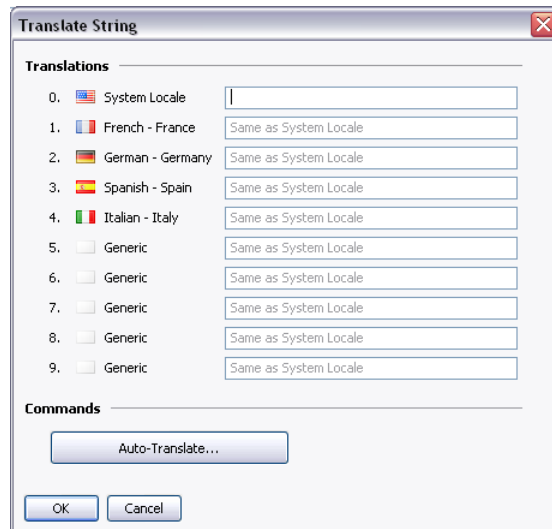 Translate String
Translations
0. System Locale
1. French - France Same as System Locale
2. German - Germany Same as System Locale
3. Spanish - Spain Same as System Locale
4. Italian - Italy Same as System Locale
5. Generic Same as System Locale
6. Generic Same as System Locale
7. Generic Same as System Locale
8. Generic Same as System Locale
9. Generic Same as System Locale
Commands
Auto-Translate...
OK Cancel